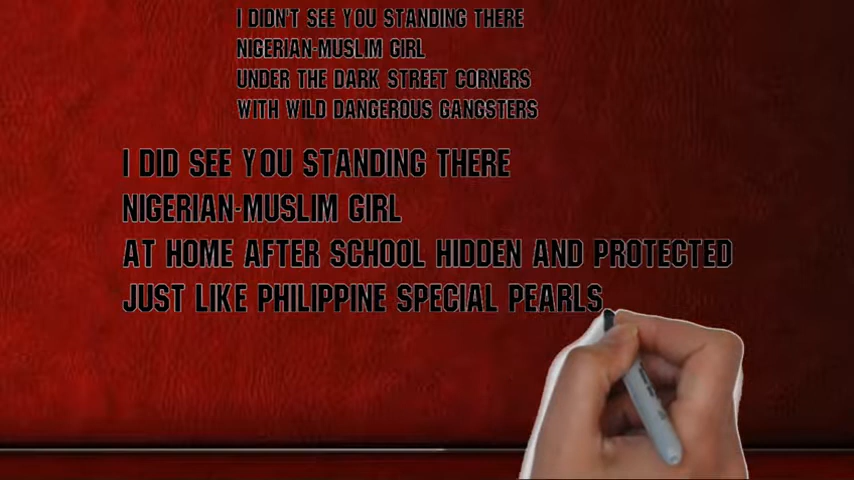 I DIDN'T SEE YOU STANDING THERE
NIGERIAN-MUSLIM GIRL
UNDER THE DARK STREET CORNERS
WITH WILD DANGEROUS GANGSTERS
I DID SEE YOU STANDING THERE
NIGERIAN-MUSLIM GIRL
AT HOME AFTER SCHOOL HIDDEN AND PROTECTED
JUST LIKE PHILIPPINE SPECIAL PEARLS